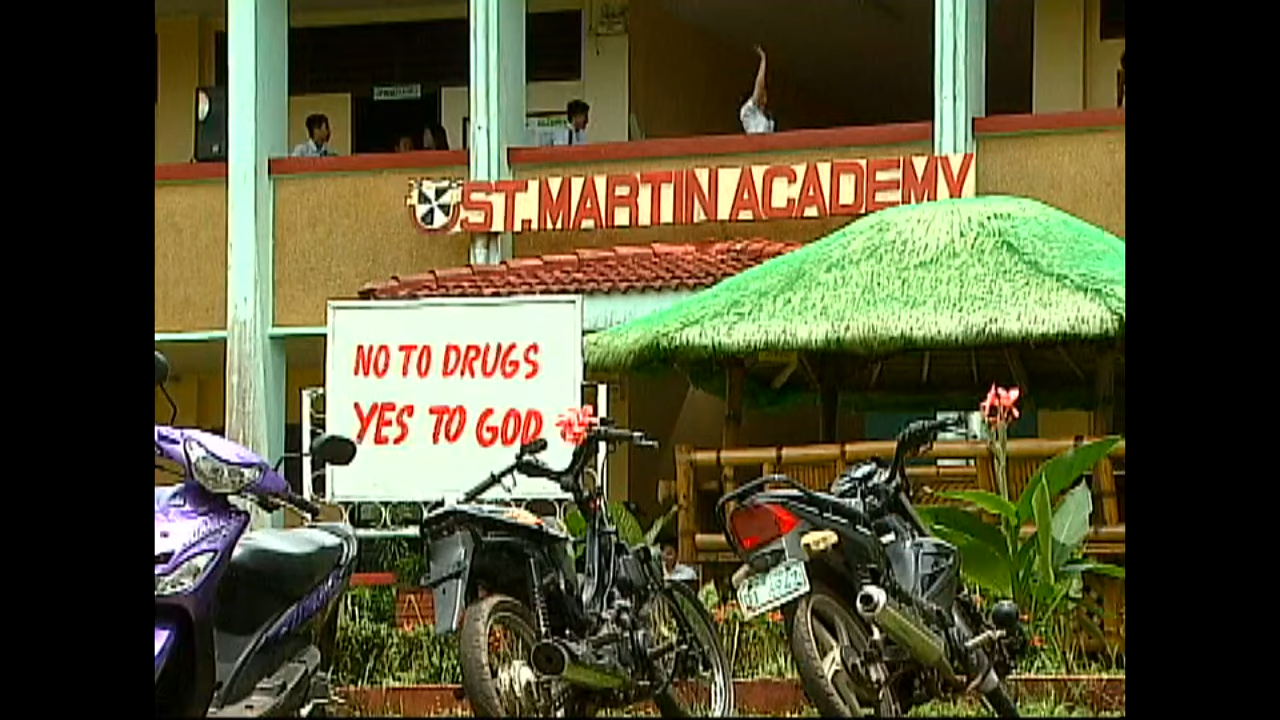 ST. MARTIN ACADEMY
NO TO DRUGS
YES TO GOD